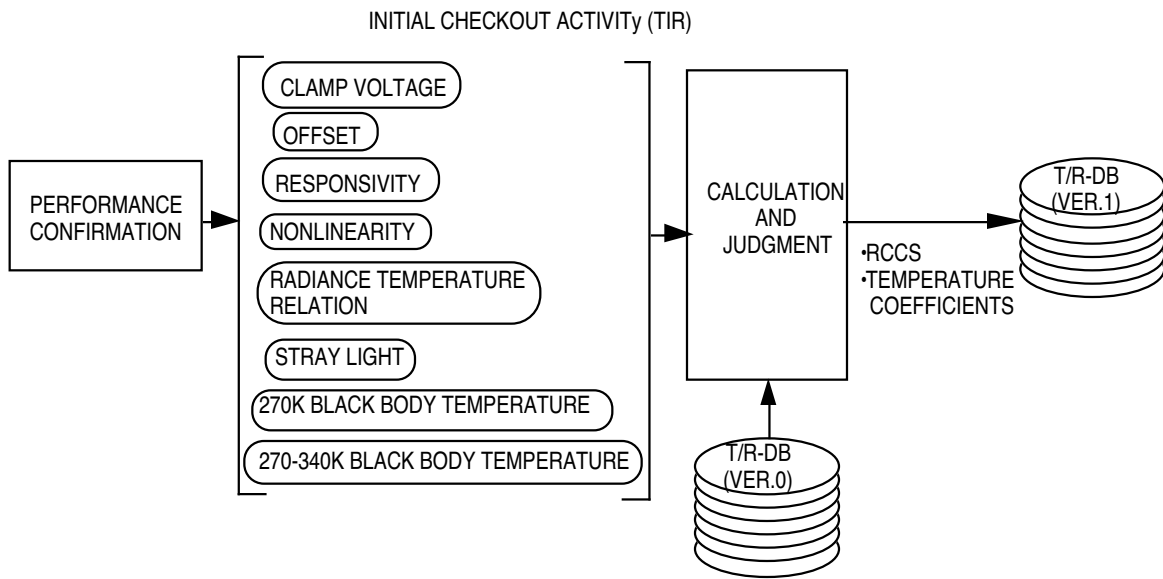 INITIAL CHECKOUT ACTIVITy (TIR)
PERFORMANCE
CONFIRMATION
CLAMP VOLTAGE
OFFSET
RESPONSIVITY
NONLINEARITY
RADIANCE TEMPERATURE
RELATION
STRAY LIGHT
270K BLACK BODY TEMPERATURE
270-340K BLACK BODY TEMPERATURE
CALCULATION
AND
JUDGMENT
T/R-DB
(VER.0)
•RCCS
•TEMPERATURE
COEFFICIENTS
T/R-DB
(VER.1)